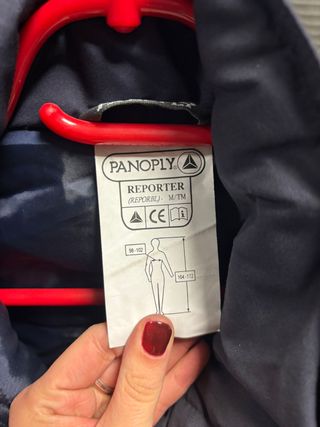 PANOPLY®
REPORTER
(REPORBL) - M/TM
CE
98-102
164-172